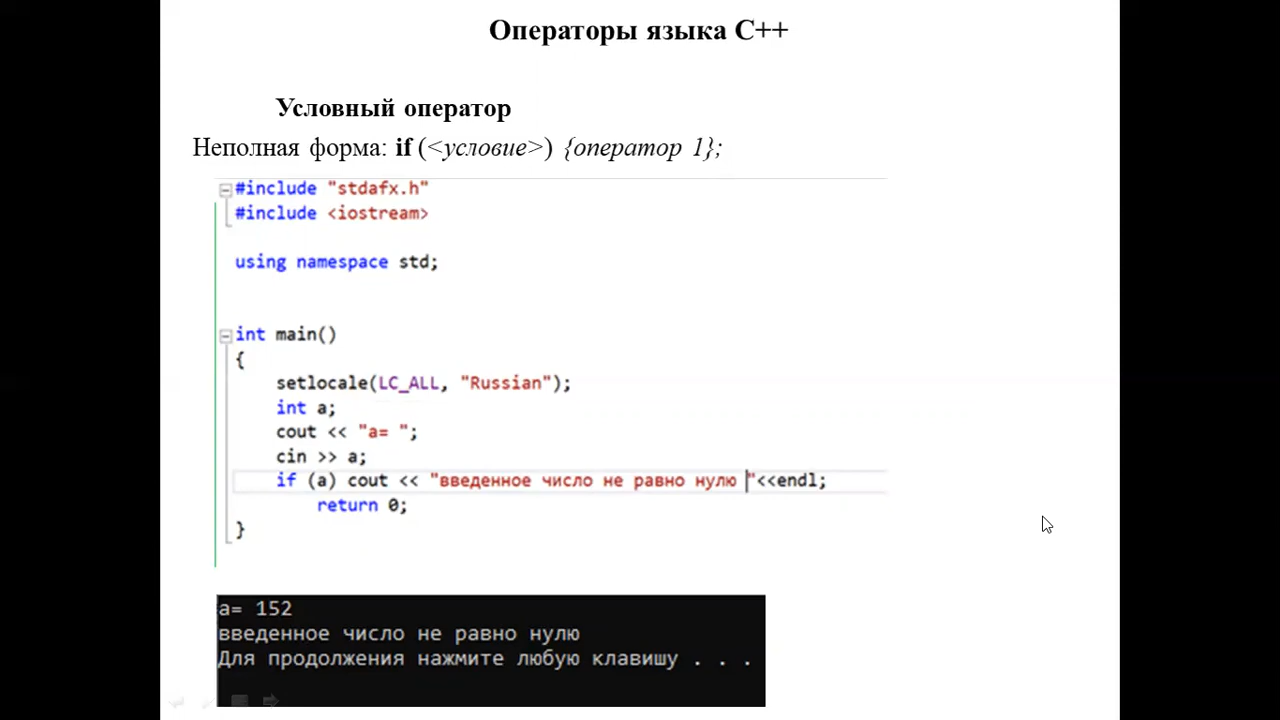 Операторы языка C++
Условный оператор
Неполная форма: if (<условие>) {оператор 1};
#include "stdafx.h"
#include <iostream>
using namespace std;
int main()
{
setlocale(LC_ALL, "Russian");
int a;
cout << "a= ";
cin >> a;
if (a) cout << "введенное число не равно нулю "<<endl;
return 0;
}
a= 152
введенное число не равно нулю
Для продолжения нажмите любую клавишу . . .